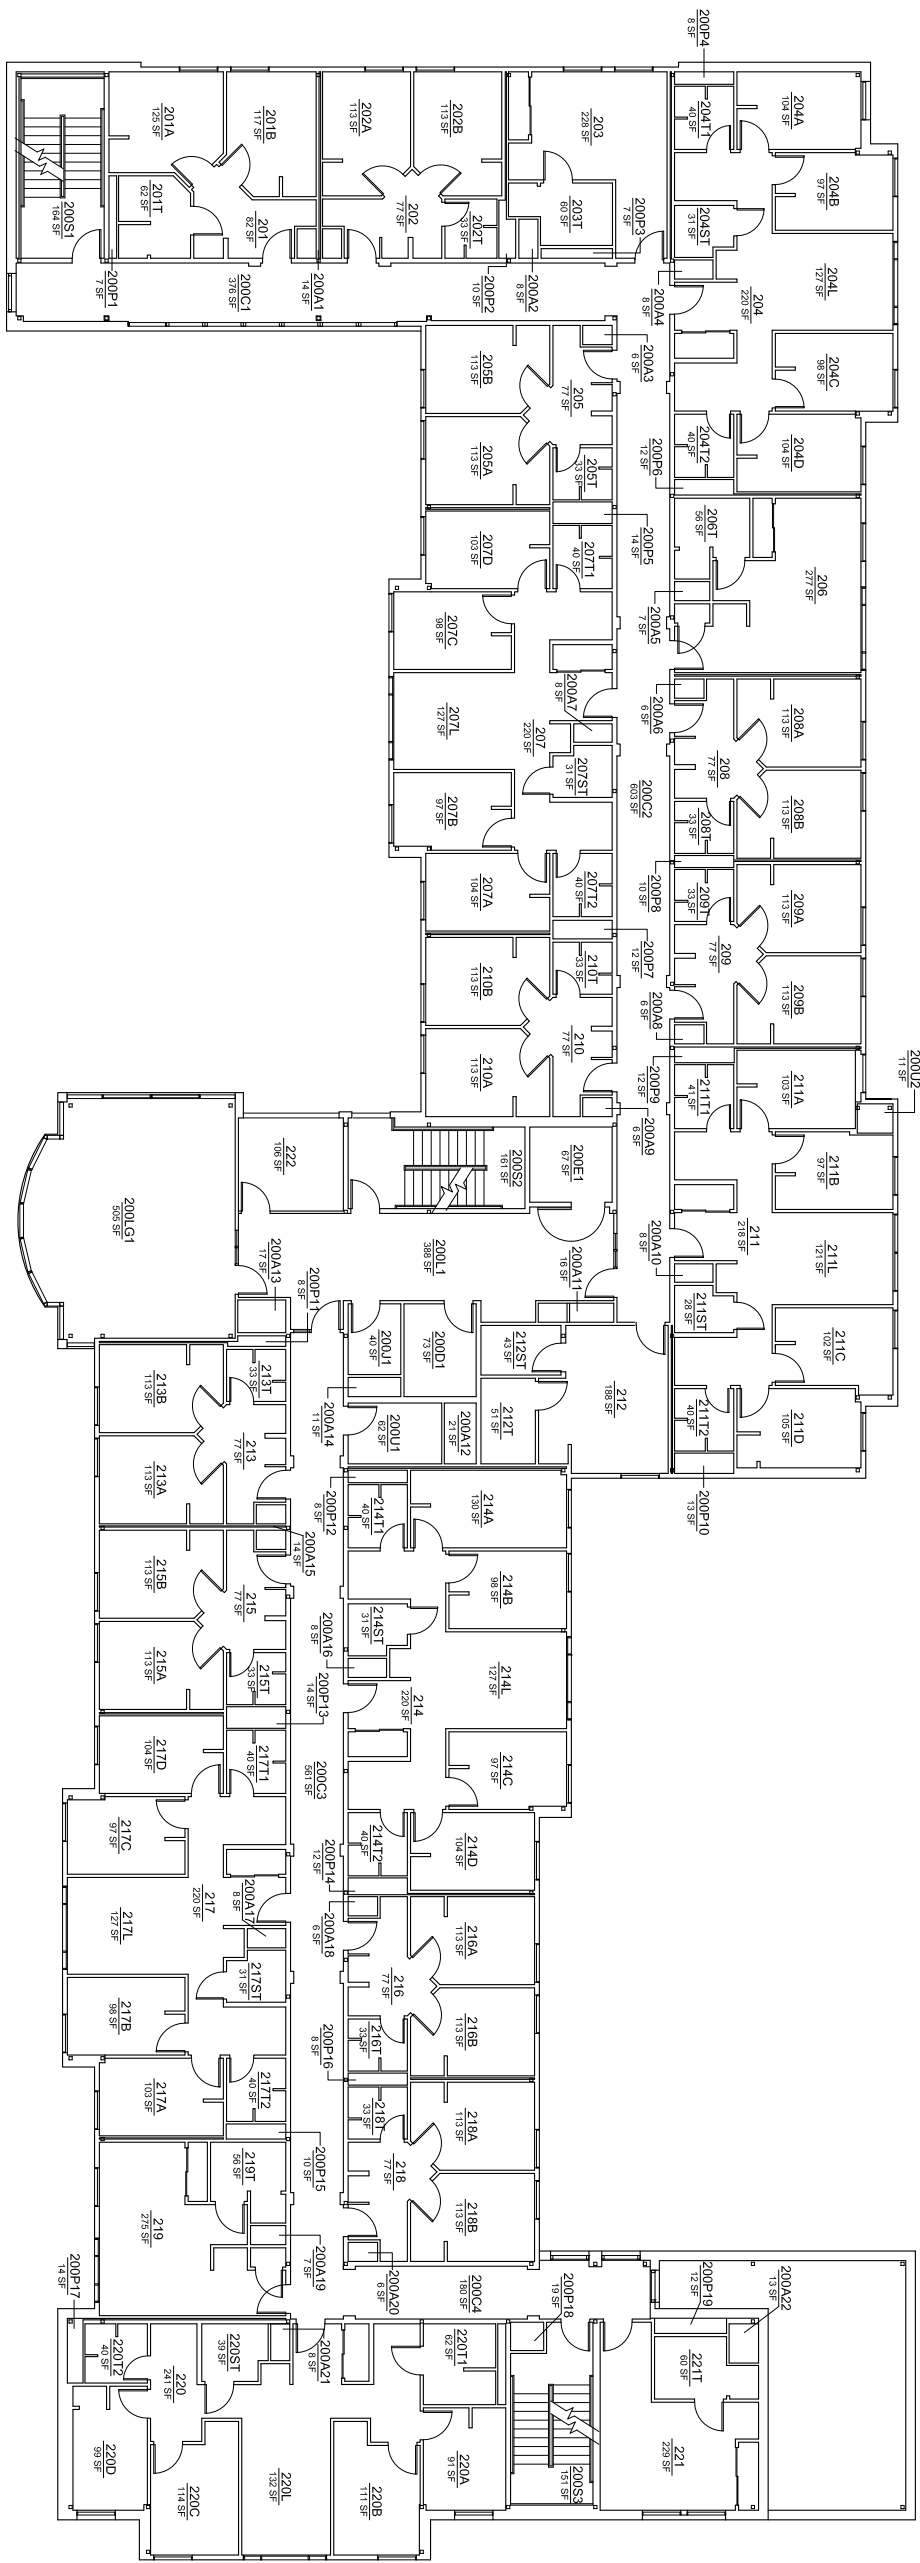 200P4
8 SF
204T1
40 SF
204A
104 SF
204B
97 SF
204ST
31 SF
204L
127 SF
204
220 SF
200A4
8 SF
204C
98 SF
204D
104 SF
204T2
40 SF
200P6
12 SF
206T
56 SF
206
277 SF
200A5
7 SF
200A6
6 SF
208A
113 SF
208
77 SF
208B
113 SF
208T
33 SF
200P8
10 SF
209T
33 SF
209A
113 SF
209
77 SF
209B
113 SF
200A8
6 SF
200P9
12 SF
211T1
41 SF
211A
103 SF
200U2
11 SF
211B
97 SF
211
218 SF
211L
121 SF
200A10
8 SF
211ST
28 SF
211C
102 SF
211T2
40 SF
211D
105 SF
200P10
13 SF
201A
125 SF
201B
117 SF
201T
62 SF
201
82 SF
200S1
164 SF
200P1
7 SF
200C1
376 SF
200A1
14 SF
202A
113 SF
202B
113 SF
202
77 SF
202T
33 SF
200P2
10 SF
200A2
8 SF
203
228 SF
203T
60 SF
200P3
7 SF
200A3
6 SF
205B
113 SF
205
77 SF
205A
113 SF
205T
33 SF
200P5
14 SF
207D
103 SF
207T1
40 SF
207C
98 SF
207L
127 SF
200A7
8 SF
207
220 SF
207ST
31 SF
200C2
603 SF
207B
97 SF
207A
104 SF
207T2
40 SF
200P7
12 SF
210B
113 SF
210T
33 SF
210
77 SF
210A
113 SF
200A9
6 SF
200E1
67 SF
200S2
161 SF
222
106 SF
200LG1
505 SF
200L1
388 SF
200A11
16 SF
200A13
17 SF
200P11
8 SF
200J1
40 SF
200D1
73 SF
212ST
43 SF
212
188 SF
212T
51 SF
200A14
11 SF
200U1
62 SF
200A12
21 SF
213B
113 SF
213T
33 SF
213
77 SF
213A
113 SF
200P12
8 SF
214T1
40 SF
214A
130 SF
200A15
14 SF
215B
113 SF
215
77 SF
215A
113 SF
215T
33 SF
214B
98 SF
214ST
31 SF
200A16
8 SF
214L
127 SF
214
220 SF
200P13
14 SF
217D
104 SF
217T1
40 SF
200C3
561 SF
214C
97 SF
214D
104 SF
214T2
40 SF
200P14
12 SF
217C
97 SF
217
220 SF
200A17
8 SF
217L
127 SF
217ST
31 SF
200A18
6 SF
216A
113 SF
216
77 SF
216B
113 SF
216T
33 SF
200P16
8 SF
217B
98 SF
217A
103 SF
217T2
40 SF
218T
33 SF
218A
113 SF
218
77 SF
218B
113 SF
200P15
10 SF
219T
56 SF
219
275 SF
200A19
7 SF
200A20
6 SF
200C4
180 SF
200P18
19 SF
200P19
12 SF
200A22
13 SF
200P17
14 SF
220T2
40 SF
220ST
39 SF
220
241 SF
200A21
8 SF
220T1
62 SF
221T
60 SF
221
229 SF
220D
99 SF
220C
114 SF
220L
132 SF
220B
111 SF
220A
91 SF
200S3
151 SF